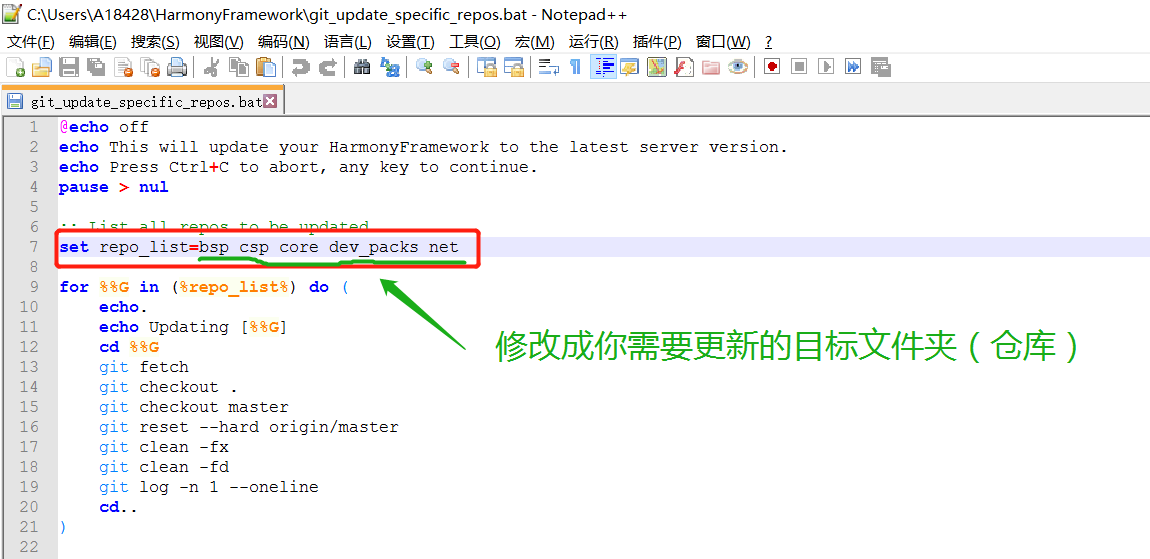 C:\Users\A18428\HarmonyFramework\git_update_specific_repos.bat - Notepad++
文件(F) 编辑(E) 搜索(S) 视图(V) 编码(N) 语言(L) 设置(T) 工具(O) 宏(M) 运行(R) 插件(P) 窗口(W) ?
git_update_specific_repos.bat
1 @echo off
2 echo This will update your HarmonyFramework to the latest server version.
3 echo Press Ctrl+C to abort, any key to continue.
4 pause > nul
5
6 :: List all repos to be updated
7 set repo_list=bsp csp core dev_packs net
8
9 for %%G in (%repo_list%) do (
10 echo.
11 echo Updating [%%G]
12 cd %%G
修改成你需要更新的目标文件夹（仓库）
13 git fetch
14 git checkout .
15 git checkout master
16 git reset --hard origin/master
17 git clean -fx
18 git clean -fd
19 git log -n 1 --oneline
20 cd..
21 )
22